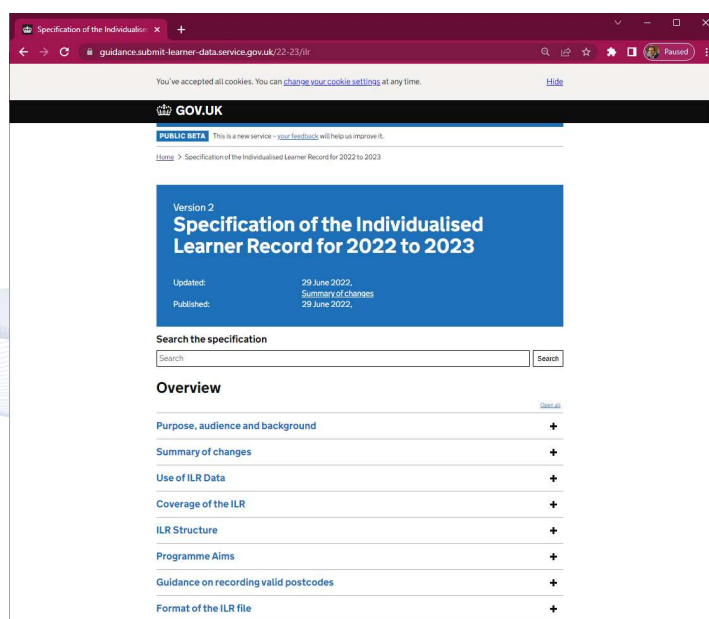 Specification of the Individualise
guidance.submit-learner-data.service.gov.uk/22-23/ilr
Paused
You've accepted all cookies. You can change your cookie settings at any time.
Hide
GOV.UK
PUBLIC BETA This is a new service – your feedback will help us improve it.
Home > Specification of the Individualised Learner Record for 2022 to 2023
Version 2
Specification of the Individualised
Learner Record for 2022 to 2023
Updated: 29 June 2022,
Summary of changes
Published: 29 June 2022,
Search the specification
Search Search
Overview
Open all
Purpose, audience and background
Summary of changes
Use of ILR Data
Coverage of the ILR
ILR Structure
Programme Aims
Guidance on recording valid postcodes
Format of the ILR file